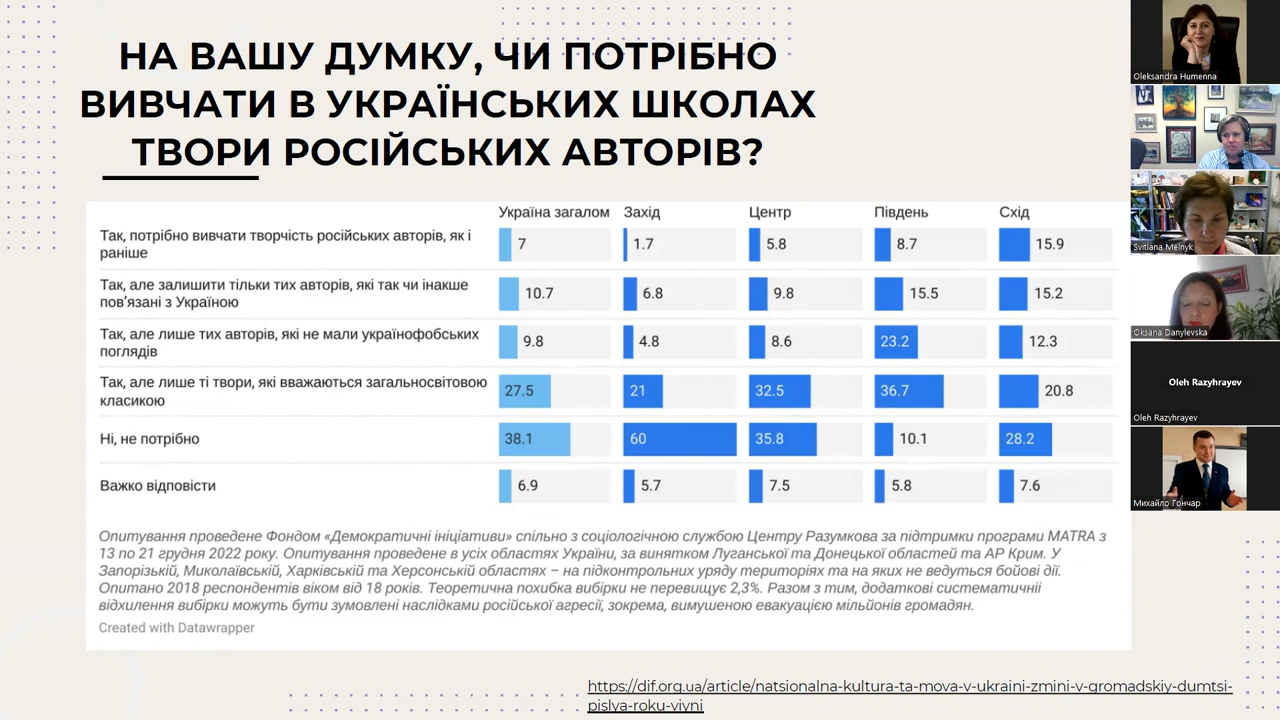 НА ВАШУ ДУМКУ, ЧИ ПОТРІБНО
ВИВЧАТИ В УКРАЇНСЬКИХ ШКОЛАХ
ТВОРИ РОСІЙСЬКИХ АВТОРІВ?
Україна загалом Захід Центр Південь Схід
Так, потрібно вивчати творчість російських авторів, як і
раніше
7 1.7 5.8 8.7 15.9
Так, але залишити тільки тих авторів, які так чи інакше
пов’язані з Україною
10.7 6.8 9.8 15.5 15.2
Так, але лише тих авторів, які не мали українофобських
поглядів
9.8 4.8 8.6 23.2 12.3
Так, але лише ті твори, які вважаються загальносвітовою
класикою
27.5 21 32.5 36.7 20.8
Ні, не потрібно 38.1 60 35.8 10.1 28.2
Важко відповісти 6.9 5.7 7.5 5.8 7.6
Опитування проведене Фондом «Демократичні ініціативи» спільно з соціологічною службою Центру Разумкова за підтримки програми MATRA з
13 по 21 грудня 2022 року. Опитування проведене в усіх областях України, за винятком Луганської та Донецької областей та АР Крим. У
Запорізькій, Миколаївській, Харківській та Херсонській областях – на підконтрольних уряду територіях та на яких не ведуться бойові дії.
Опитано 2018 респондентів віком від 18 років. Теоретична похибка вибірки не перевищує 2,3%. Разом з тим, додаткові систематичніі
відхилення вибірки можуть бути зумовлені наслідками російської агресії, зокрема, вимушеною евакуацією мільйонів громадян.
Created with Datawrapper
https://dif.org.ua/article/natsionalna-kultura-ta-mova-v-ukraini-zmini-v-gromadskiy-dumtsi-
pislya-roku-viyni
Oleksandra Humenna
Svitlana Melnyk
Oksana Danylevska
Oleh Razyhrayev
Oleh Razyhrayev
Михайло Гончар